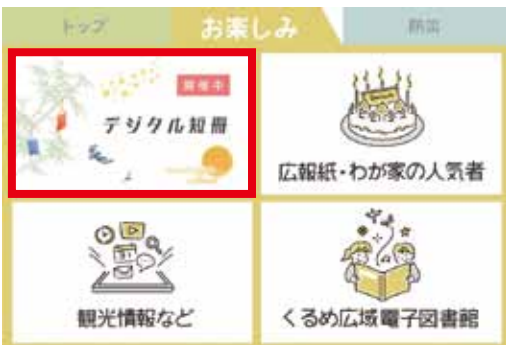 トップ
お楽しみ
防災
開催中
デジタル短冊
広報紙・わが家の人気者
観光情報など
くるめ広域電子図書館